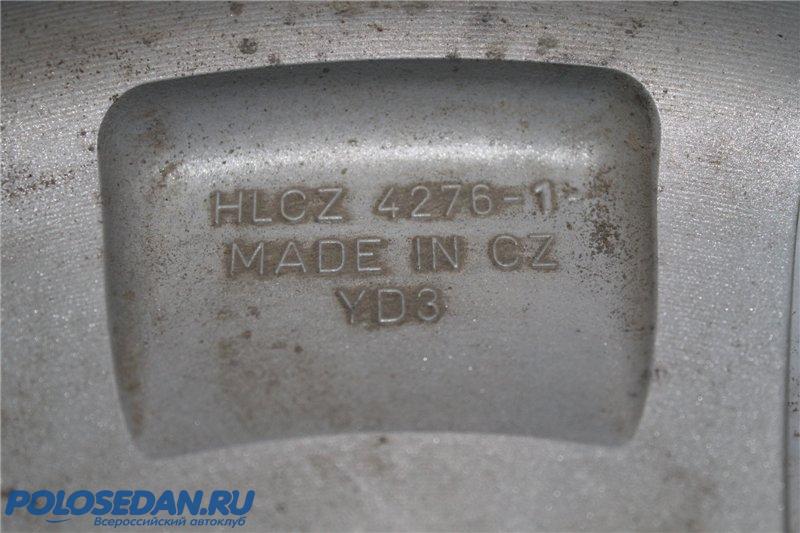 HLCZ 4276-1-
MADE IN CZ
YD3
POLOSEDAN.RU
Всероссийский автоклуб